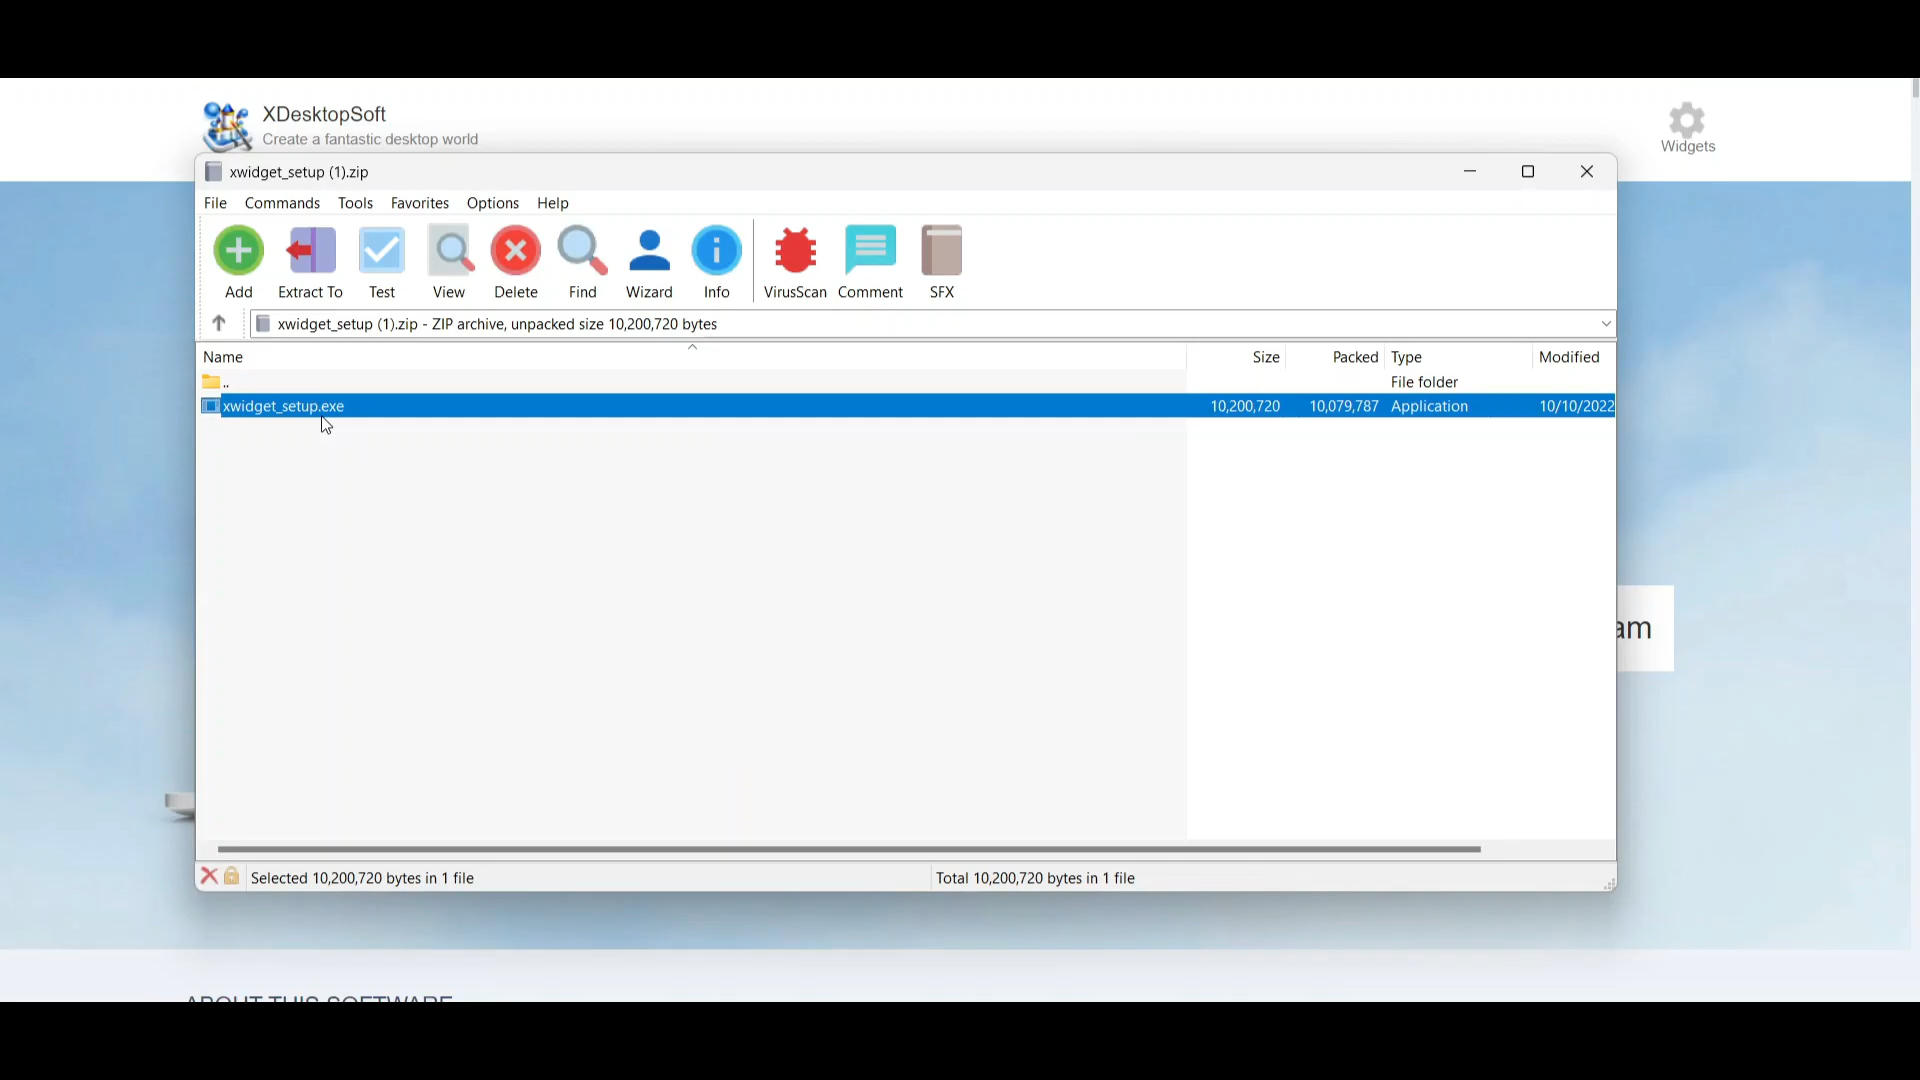 XDesktopSoft
Create a fantastic desktop world
Widgets
xwidget_setup (1).zip
File Commands Tools Favorites Options Help
Add Extract To Test View Delete Find Wizard Info VirusScan Comment SFX
xwidget_setup (1).zip - ZIP archive, unpacked size 10,200,720 bytes
Name Size Packed Type Modified
.. File folder
xwidget_setup.exe 10,200,720 10,079,787 Application 10/10/2022
am
Selected 10,200,720 bytes in 1 file Total 10,200,720 bytes in 1 file
ABOUT THIS SOFTWARE